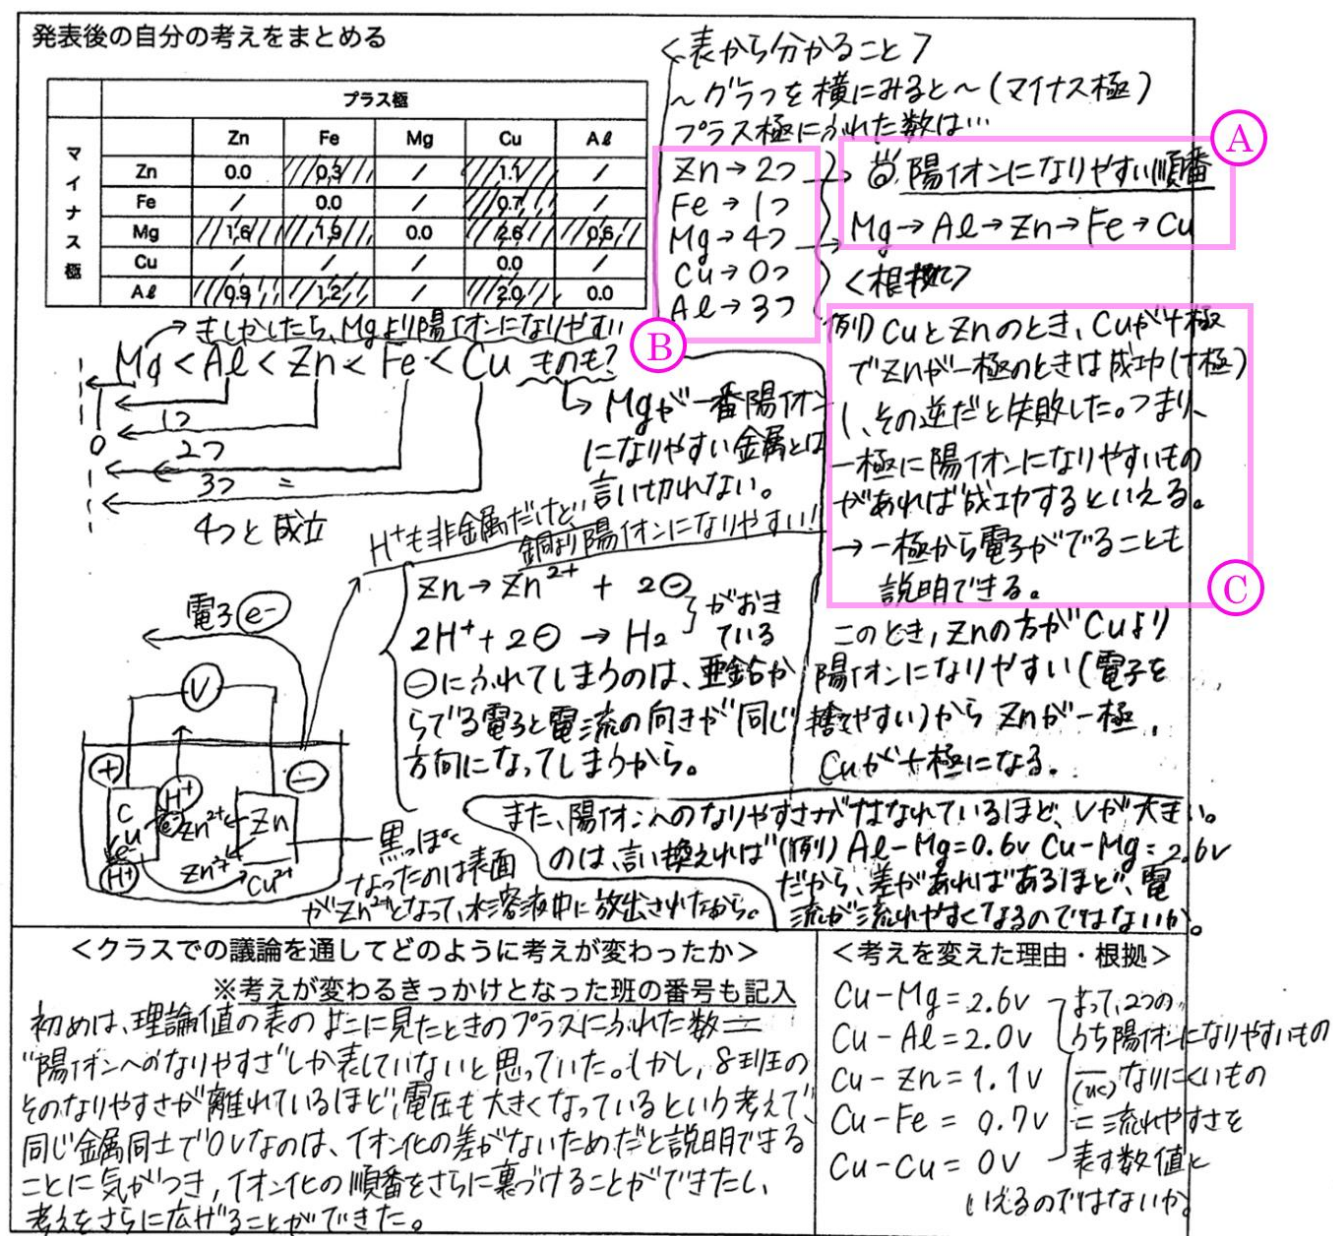 発表後の自分の考えをまとめる
プラス極
マイナス極
Zn Fe Mg Cu Aℓ
Zn 0.0 0.3 / 1.1 /
Fe / 0.0 / 0.7 /
Mg 1.6 1.9 0.0 2.6 0.6
Cu / / / 0.0 /
Aℓ 0.9 1.2 / 2.0 0.0
<表から分かること>
～グラフを横にみると～(マイナス極)
プラス極にふれた数は…
Zn→2つ
Fe→1つ
Mg→4つ
Cu→0つ
Aℓ→3つ
B
A
陽イオンになりやすい順番
Mg→Aℓ→Zn→Fe→Cu
<根拠>
例) CuとZnのとき、Cuが+極
でZnが-極のときは成功(+極)
し、その逆だと失敗した。つまり、
-極に陽イオンになりやすいもの
があれば成功するといえる。
→-極から電子がでることも
説明できる。
C
このとき、Znの方がCuより
陽イオンになりやすい(電子を
捨てやすい)からZnが-極、
Cuが+極になる。
→もしかしたら、Mgより陽イオンになりやすい
ものも?
Mg<Aℓ<Zn<Fe<Cu
0
1つ
2つ
3つ
4つと成立
→Mgが一番陽イオン
になりやすい金属とは
言い切れない。
H+も非金属だけど、
銅より陽イオンになりやすい!
Zn→Zn2+ + 2⊖
2H+ + 2⊖ → H2
がおき
ている
⊖にふれてしまうのは、亜鉛か
らでる電子と電流の向きが同じ
方向になってしまうから。
電子 e-
V
+
-
Cu
H+
e-
Zn2+
Zn
e-
H+
Zn2+
Cu2+
黒っぽく
なったのは表面
がZn2+となって、水溶液中に放出されたから。
また、陽イオンへのなりやすさがはなれているほど、Vが大きい。
のは、言い換えれば(例) Aℓ-Mg=0.6v Cu-Mg=2.6v
だから、差があればあるほど、電
流が流れやすくなるのではないか。
<クラスでの議論を通してどのように考えが変わったか>
※考えが変わるきっかけとなった班の番号も記入
初めは、理論値の表のよこに見たときのプラスにふれた数=
"陽イオンへのなりやすさ"しか表していないと思っていた。しかし、8班の
そのなりやすさが離れているほど、電圧も大きくなっているという考えで、
同じ金属同士で0Vなのは、イオン化の差がないためだと説明できる
ことに気がつき、イオン化の順番をさらに裏づけることができたし、
考えをさらに広げることができた。
<考えを変えた理由・根拠>
Cu-Mg=2.6v
Cu-Aℓ=2.0v
Cu-Zn=1.1v
Cu-Fe=0.7v
Cu-Cu=0v
よって、2つの
うち陽イオンになりやすいもの
なりにくいもの
=流れやすさを
表す数値と
いえるのではないか。